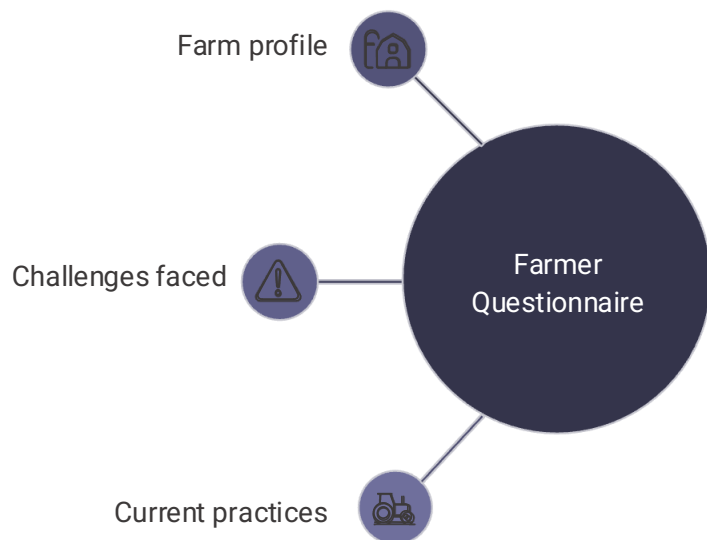 Farm profile
Challenges faced
Farmer
Questionnaire
Current practices